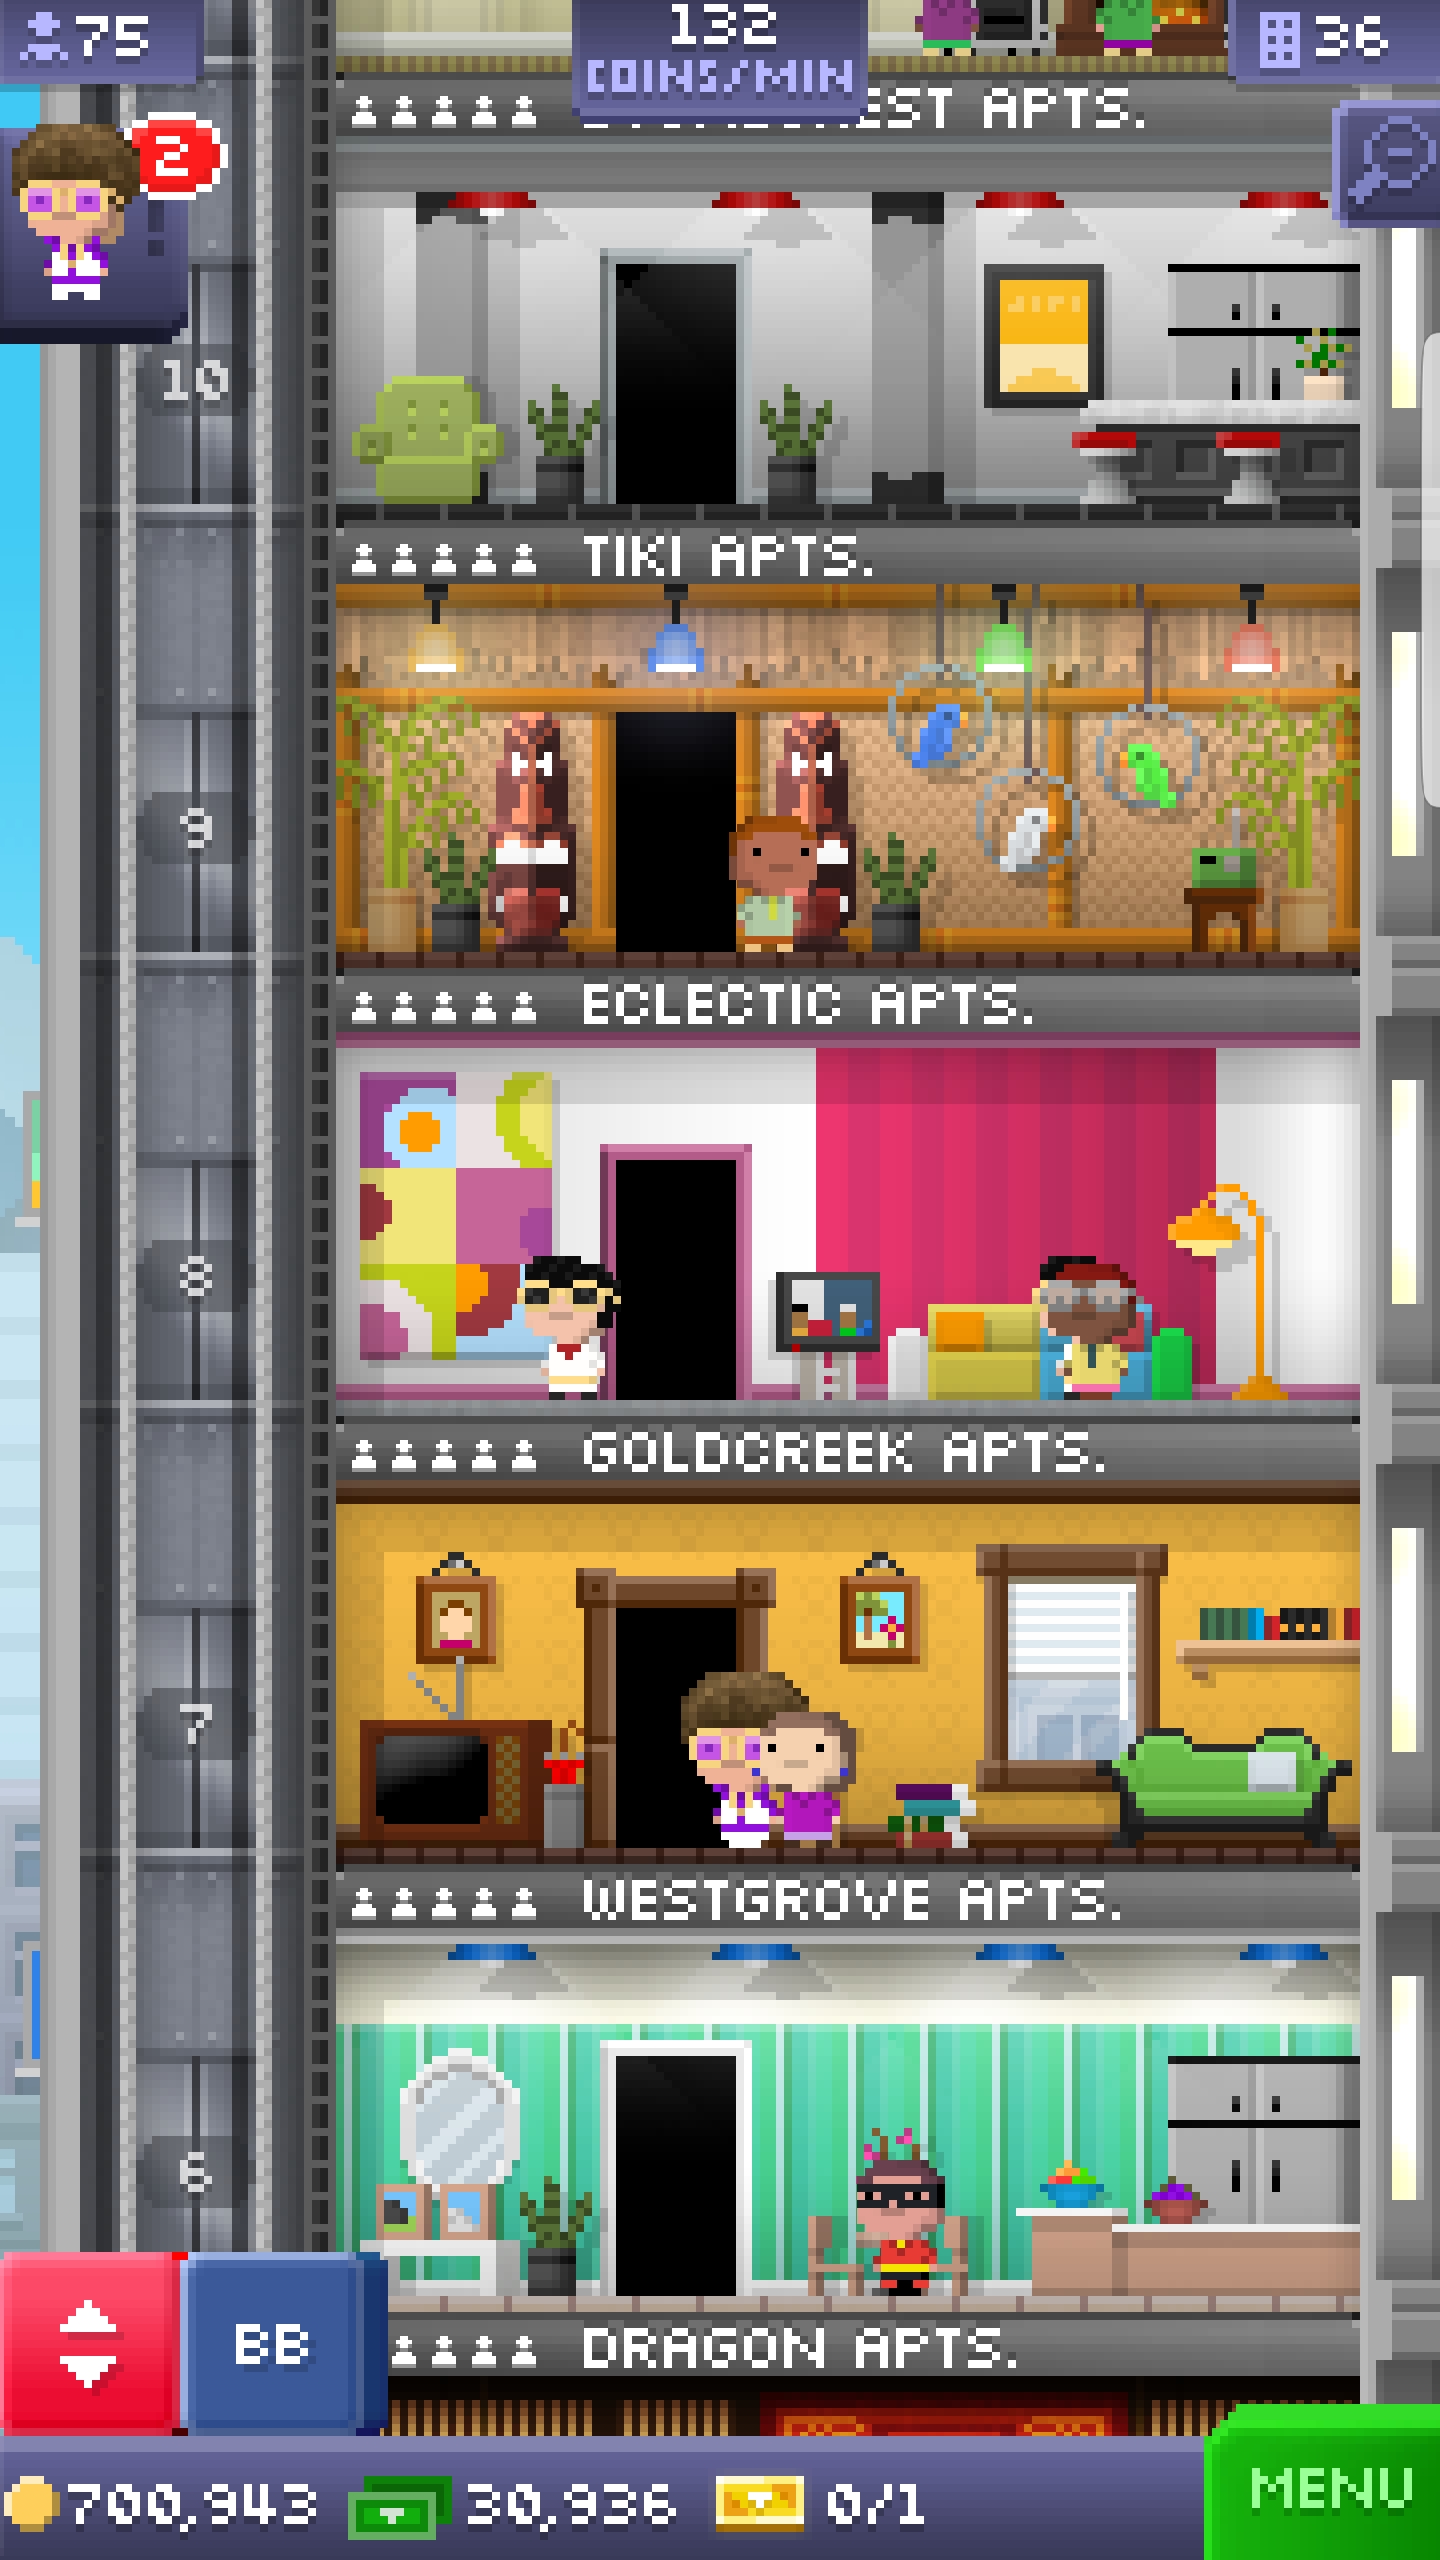 75
132
COINS/MIN
36
EST APTS.
2
10
TIKI APTS.
9
ECLECTIC APTS.
8
GOLDCREEK APTS.
7
WESTGROVE APTS.
6
BB
DRAGON APTS.
700,943
30,936
0/1
MENU